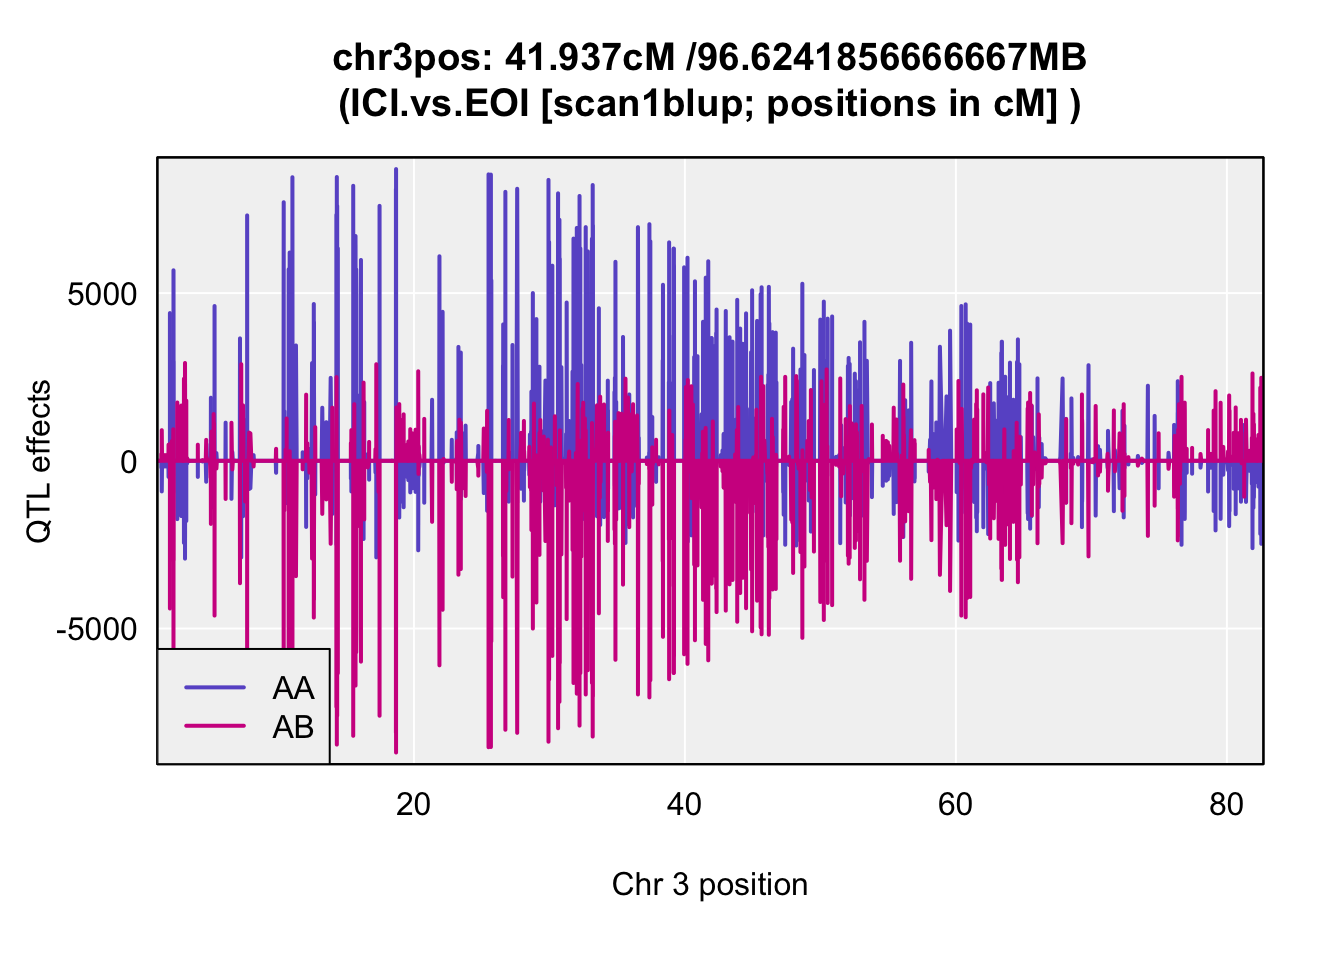 chr3pos: 41.937cM /96.6241856666667MB
(ICI.vs.EOI [scan1blup; positions in cM] )
QTL effects
5000
0
-5000
AA
AB
20 40 60 80
Chr 3 position